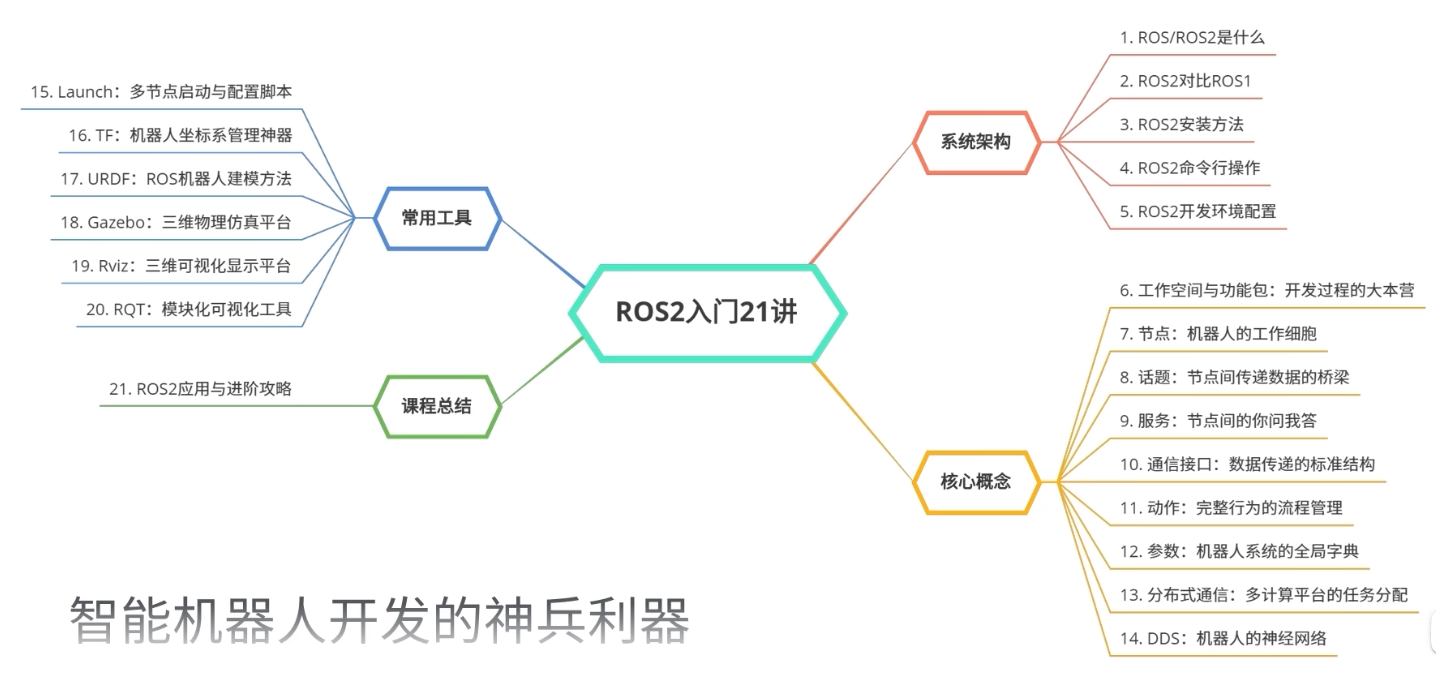 ROS2入门21讲
系统架构
1. ROS/ROS2是什么
2. ROS2对比ROS1
3. ROS2安装方法
4. ROS2命令行操作
5. ROS2开发环境配置
核心概念
6. 工作空间与功能包：开发过程的大本营
7. 节点：机器人的工作细胞
8. 话题：节点间传递数据的桥梁
9. 服务：节点间的你问我答
10. 通信接口：数据传递的标准结构
11. 动作：完整行为的流程管理
12. 参数：机器人系统的全局字典
13. 分布式通信：多计算平台的任务分配
14. DDS：机器人的神经网络
常用工具
15. Launch：多节点启动与配置脚本
16. TF：机器人坐标系管理神器
17. URDF：ROS机器人建模方法
18. Gazebo：三维物理仿真平台
19. Rviz：三维可视化显示平台
20. RQT：模块化可视化工具
课程总结
21. ROS2应用与进阶攻略
智能机器人开发的神兵利器